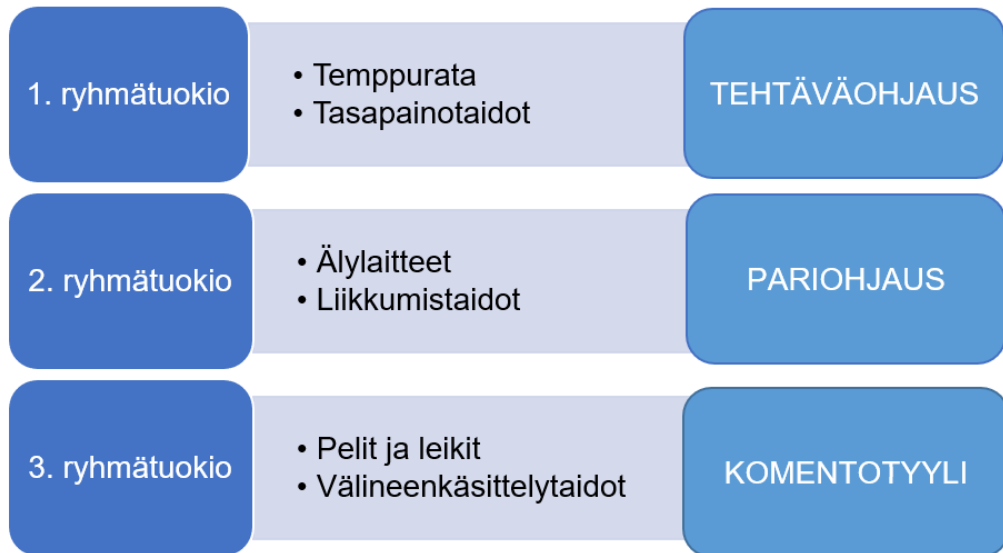 1. ryhmätuokio
• Temppurata
• Tasapainotaidot
TEHTÄVÄOHJAUS
2. ryhmätuokio
• Älylaitteet
• Liikkumistaidot
PARIOHJAUS
3. ryhmätuokio
• Pelit ja leikit
• Välineenkäsittelytaidot
KOMENTOTYYLI